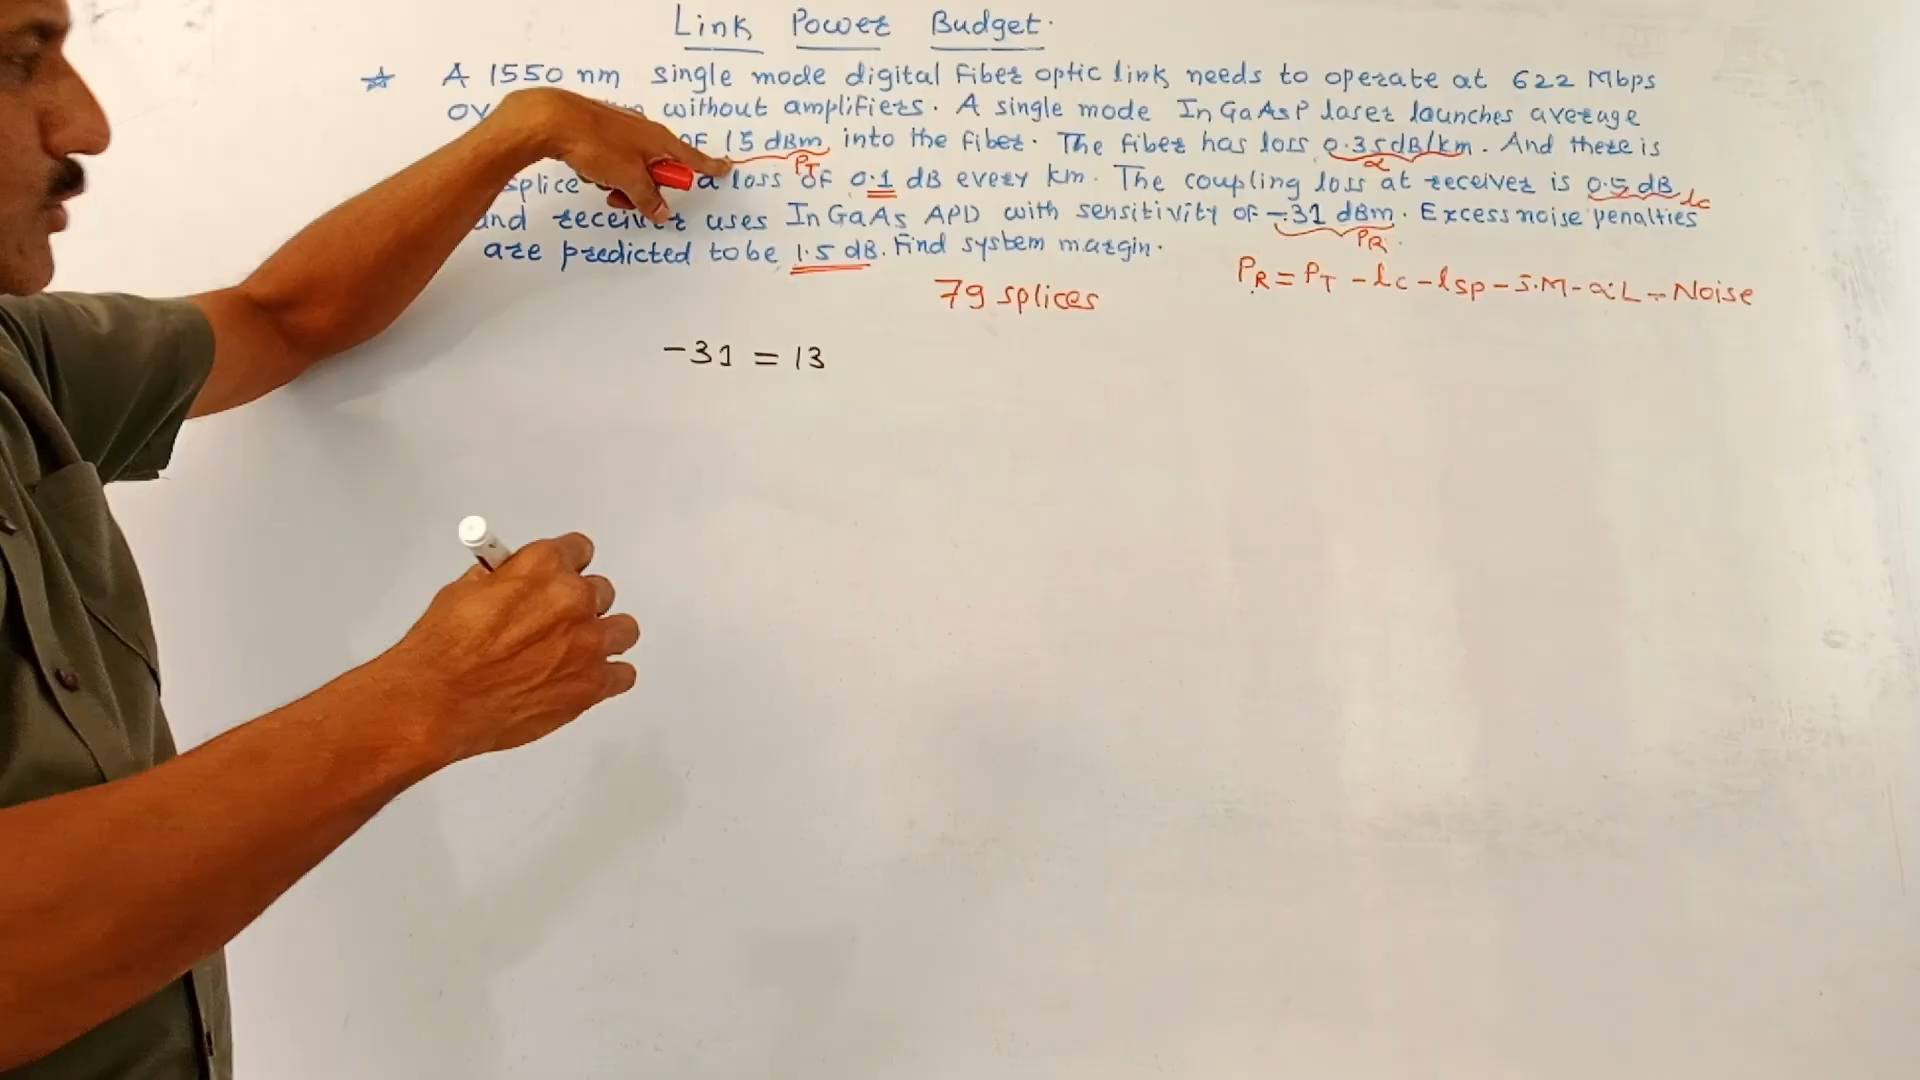 Link Power Budget.
☆ A 1550 nm single mode digital fiber optic link needs to operate at 622 Mbps
without amplifiers. A single mode InGaAsP laser launches average
OF 15 dBm into the fiber. The fiber has loss 0.35dB/km. And there is
PT α
splice a loss of 0.1 dB every km. The coupling loss at receiver is 0.5 dB lc
and receiver uses InGaAs APD with sensitivity of -31 dBm. Excess noise penalties
PR
are predicted to be 1.5 dB. Find system margin.
PR = PT - lc - lsp - S.M - αL - Noise
79 splices
-31 = 13